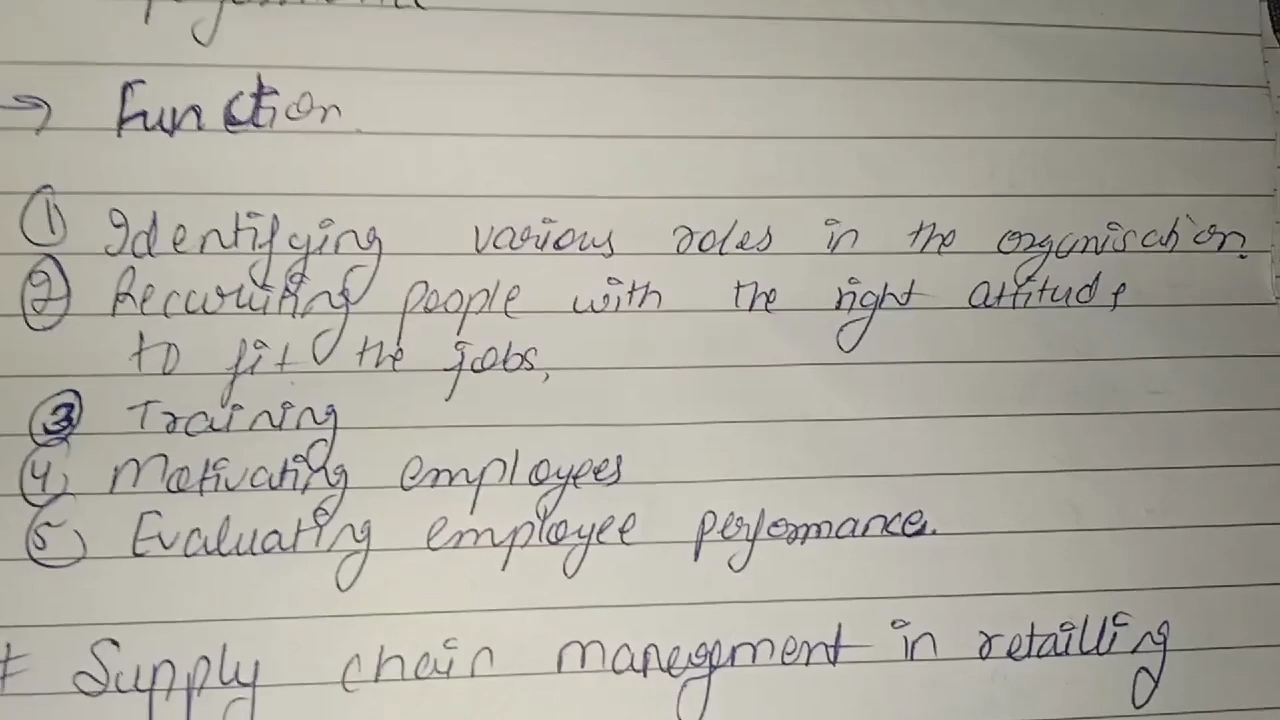 → Function.
① Identifying various roles in the organisation.
② Recruiting people with the right attitude
to fit the jobs,
③ Training
④ Motivating employees
⑤ Evaluating employee performance.
Supply chain management in retailling